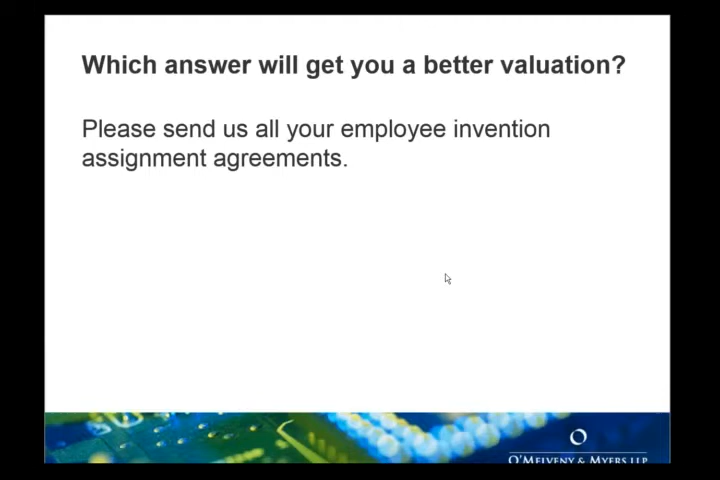 Which answer will get you a better valuation?
Please send us all your employee invention
assignment agreements.
O'MELVENY & MYERS LLP